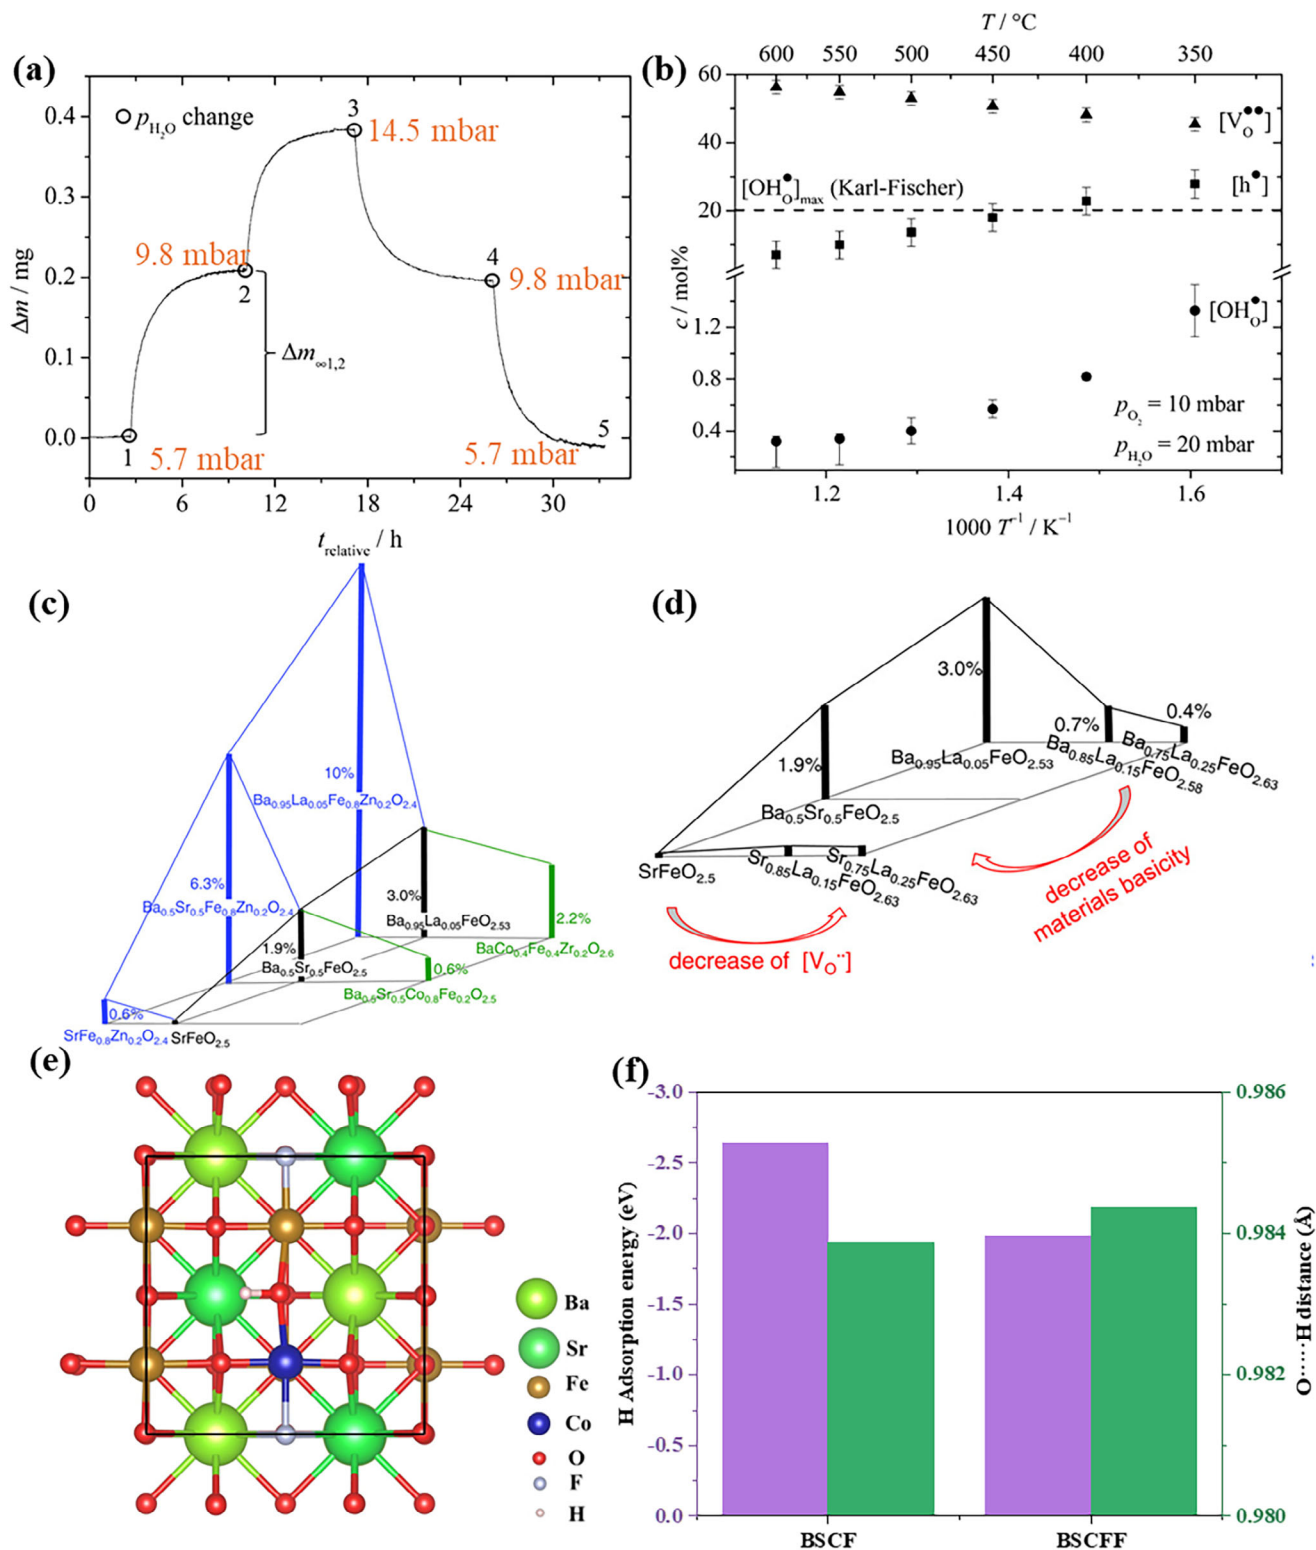 (a)
○ pH₂O change
0.4
0.3
0.2
0.1
0.0
Δm / mg
0 6 12 18 24 30
t_relative / h
1
2
3
4
5
5.7 mbar
9.8 mbar
14.5 mbar
9.8 mbar
5.7 mbar
Δm∞1,2
(b)
T / °C
600 550 500 450 400 350
60
40
20
1.2
0.8
0.4
c / mol%
[V_O^••]
[h^•]
[OH_O^•]max (Karl-Fischer)
[OH_O^•]
pO₂ = 10 mbar
pH₂O = 20 mbar
1.2 1.4 1.6
1000 T⁻¹ / K⁻¹
(c)
10%
Ba0.95La0.05Fe0.8Zn0.2O2.4
6.3%
Ba0.5Sr0.5Fe0.8Zn0.2O2.4
3.0%
Ba0.95La0.05FeO2.53
2.2%
BaCo0.4Fe0.4Zr0.2O2.6
1.9%
Ba0.5Sr0.5FeO2.5
0.6%
Ba0.5Sr0.5Co0.8Fe0.2O2.5
0.6%
SrFe0.8Zn0.2O2.4
SrFeO2.5
(d)
3.0%
Ba0.95La0.05FeO2.53
0.7%
Ba0.85La0.15FeO2.58
0.4%
Ba0.75La0.25FeO2.63
1.9%
Ba0.5Sr0.5FeO2.5
SrFeO2.5
Sr0.85La0.15FeO2.63
Sr0.75La0.25FeO2.63
decrease of
materials basicity
decrease of [V_O^••]
(e)
Ba
Sr
Fe
Co
O
F
H
(f)
-3.0
-2.5
-2.0
-1.5
-1.0
-0.5
0.0
H Adsorption energy (eV)
0.986
0.984
0.982
0.980
O·····H distance (Å)
BSCF BSCFF